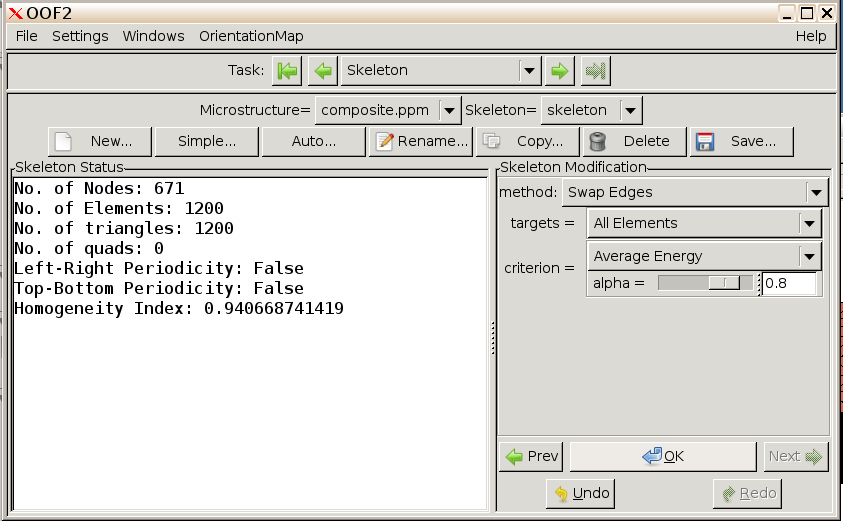 OOF2
File Settings Windows OrientationMap Help
Task: Skeleton
Microstructure= composite.ppm Skeleton= skeleton
New... Simple... Auto... Rename... Copy... Delete Save...
Skeleton Status
No. of Nodes: 671
No. of Elements: 1200
No. of triangles: 1200
No. of quads: 0
Left-Right Periodicity: False
Top-Bottom Periodicity: False
Homogeneity Index: 0.940668741419
Skeleton Modification
method: Swap Edges
targets = All Elements
criterion = Average Energy
alpha = 0.8
Prev OK Next
Undo Redo